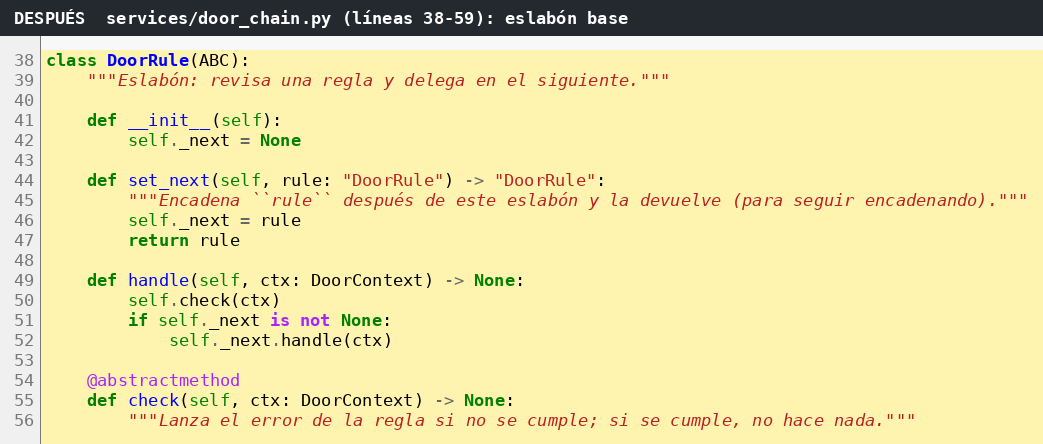 DESPUÉS  services/door_chain.py (líneas 38-59): eslabón base
38 class DoorRule(ABC):
39     """Eslabón: revisa una regla y delega en el siguiente."""
40
41     def __init__(self):
42         self._next = None
43
44     def set_next(self, rule: "DoorRule") -> "DoorRule":
45         """Encadena ``rule`` después de este eslabón y la devuelve (para seguir encadenando)."""
46         self._next = rule
47         return rule
48
49     def handle(self, ctx: DoorContext) -> None:
50         self.check(ctx)
51         if self._next is not None:
52             self._next.handle(ctx)
53
54     @abstractmethod
55     def check(self, ctx: DoorContext) -> None:
56         """Lanza el error de la regla si no se cumple; si se cumple, no hace nada."""